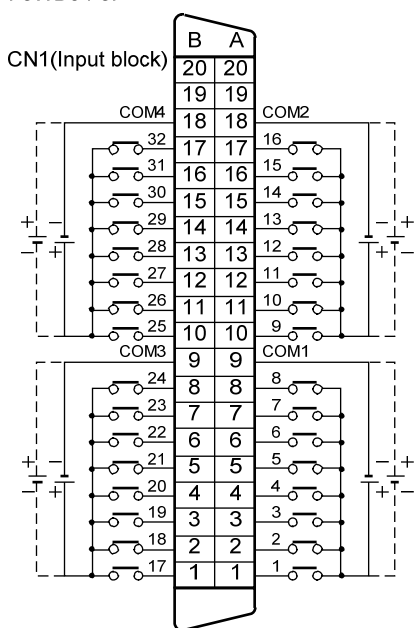 B A
CN1(Input block)
20 20
19 19
COM4 18 18 COM2
32 17 17 16
31 16 16 15
30 15 15 14
+ − 29 14 14 13 − +
− + 28 13 13 12 + −
27 12 12 11
26 11 11 10
25 10 10 9
COM3 9 9 COM1
24 8 8 8
23 7 7 7
22 6 6 6
+ − 21 5 5 5 − +
− + 20 4 4 4 + −
19 3 3 3
18 2 2 2
17 1 1 1